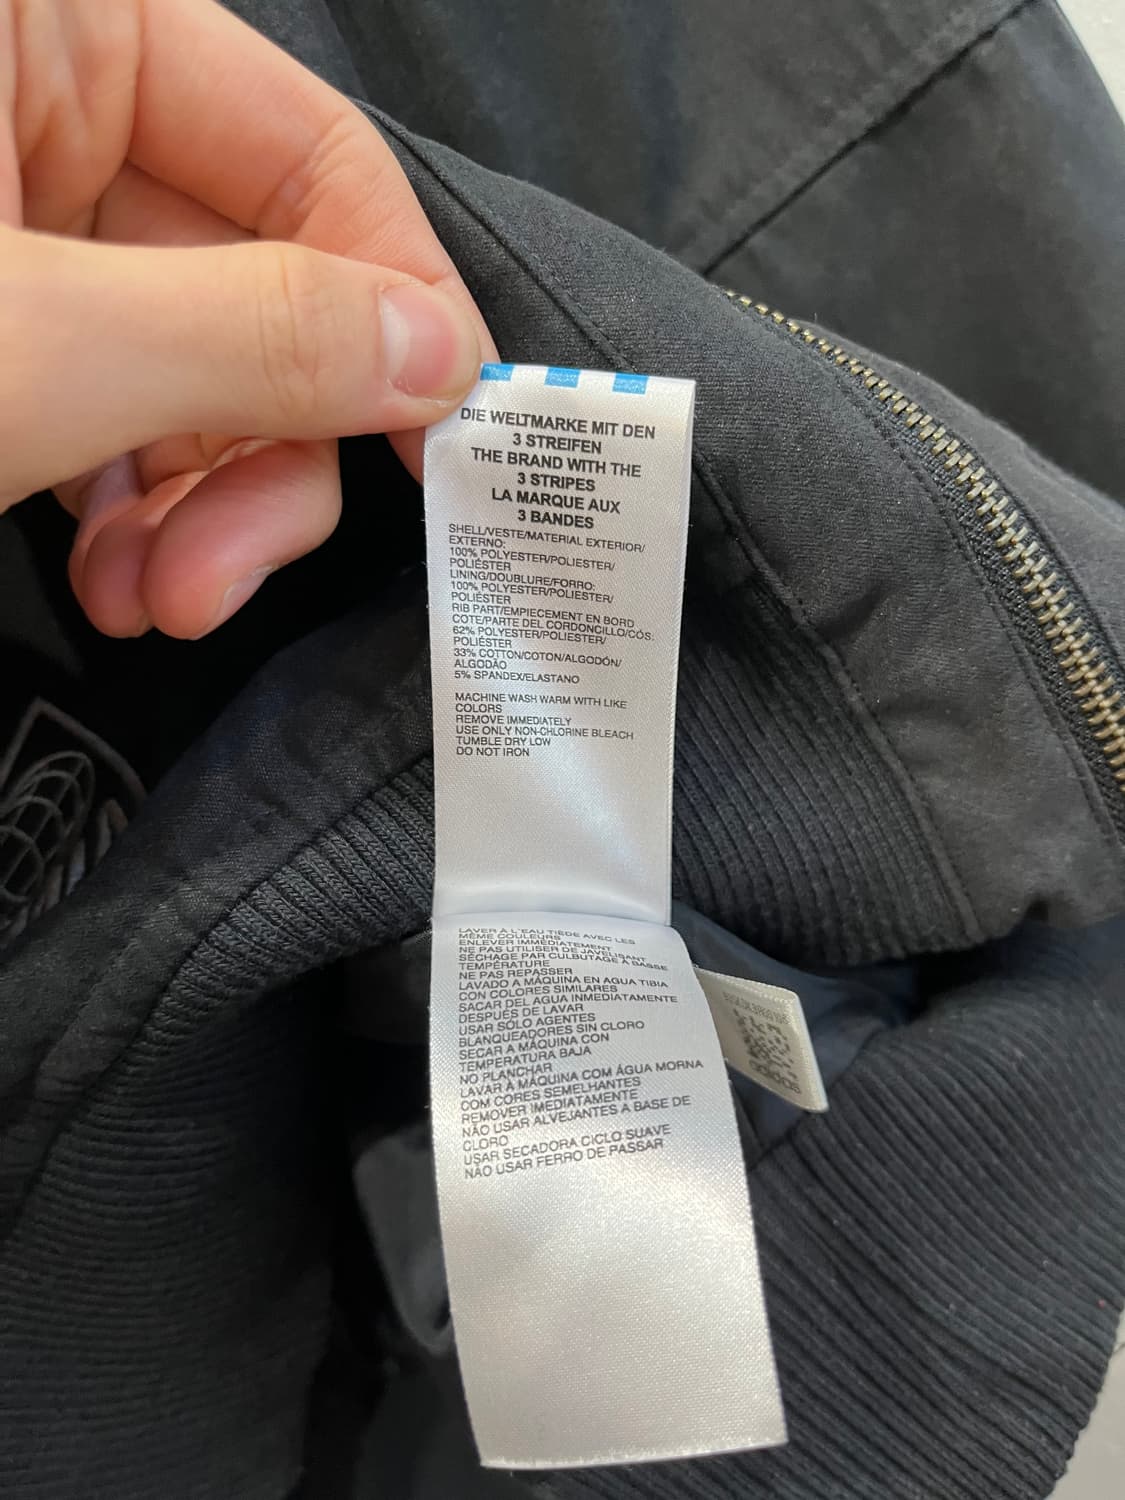 DIE WELTMARKE MIT DEN
3 STREIFEN
THE BRAND WITH THE
3 STRIPES
LA MARQUE AUX
3 BANDES
SHELL/VESTE/MATERIAL EXTERIOR/
EXTERNO:
100% POLYESTER/POLIESTER/
POLIÉSTER
LINING/DOUBLURE/FORRO:
100% POLYESTER/POLIESTER/
POLIÉSTER
RIB PART/EMPIECEMENT EN BORD
COTE/PARTE DEL CORDONCILLO/CÓS:
62% POLYESTER/POLIESTER/
POLIÉSTER
33% COTTON/COTON/ALGODÓN/
ALGODÃO
5% SPANDEX/ELASTANO
MACHINE WASH WARM WITH LIKE
COLORS
REMOVE IMMEDIATELY
USE ONLY NON-CHLORINE BLEACH
TUMBLE DRY LOW
DO NOT IRON
LAVER À L'EAU TIÈDE AVEC LES
MÊME COULEURS
ENLEVER IMMÉDIATEMENT
NE PAS UTILISER DE JAVELISANT
SÉCHAGE PAR CULBUTAGE À BASSE
TEMPÉRATURE
NE PAS REPASSER
LAVADO A MÁQUINA EN AGUA TIBIA
CON COLORES SIMILARES
SACAR DEL AGUA INMEDIATAMENTE
DESPUÉS DE LAVAR
USAR SÓLO AGENTES
BLANQUEADORES SIN CLORO
SECAR A MÁQUINA CON
TEMPERATURA BAJA
NO PLANCHAR
LAVAR À MÁQUINA COM ÁGUA MORNA
COM CORES SEMELHANTES
REMOVER IMEDIATAMENTE
NÃO USAR ALVEJANTES A BASE DE
CLORO
USAR SECADORA CICLO SUAVE
NÃO USAR FERRO DE PASSAR
adidas